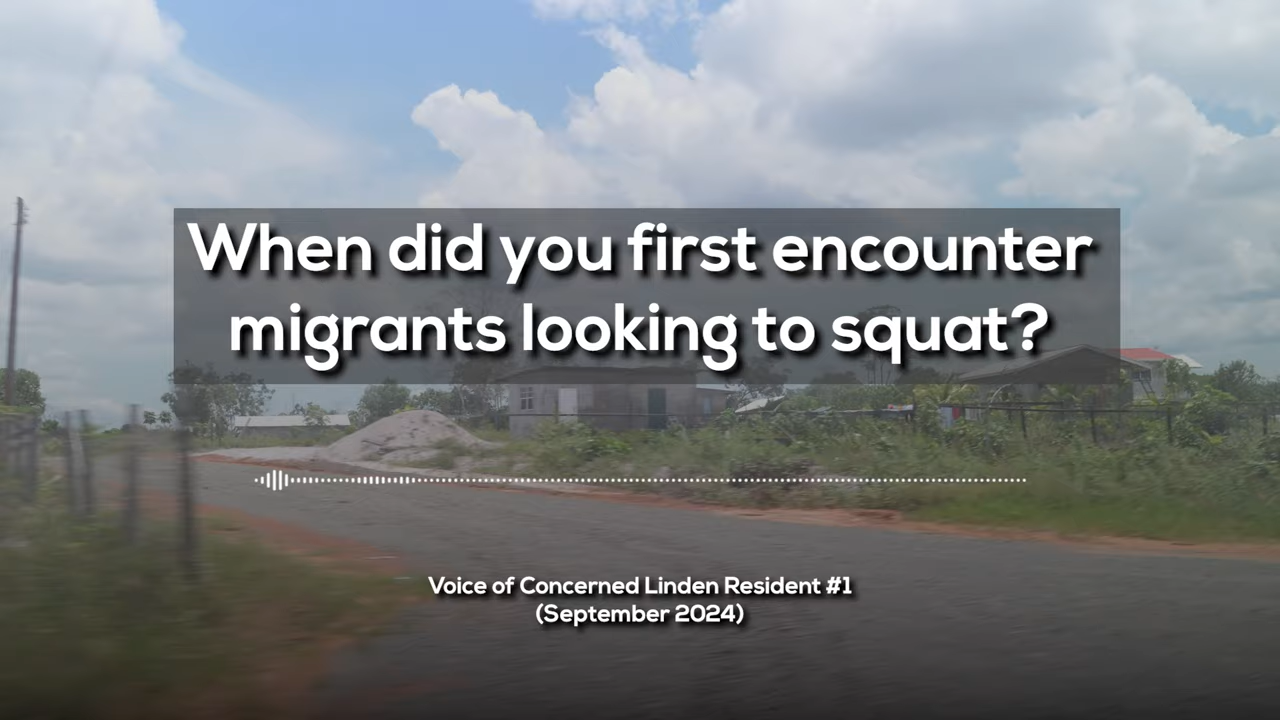 When did you first encounter
migrants looking to squat?
Voice of Concerned Linden Resident #1
(September 2024)